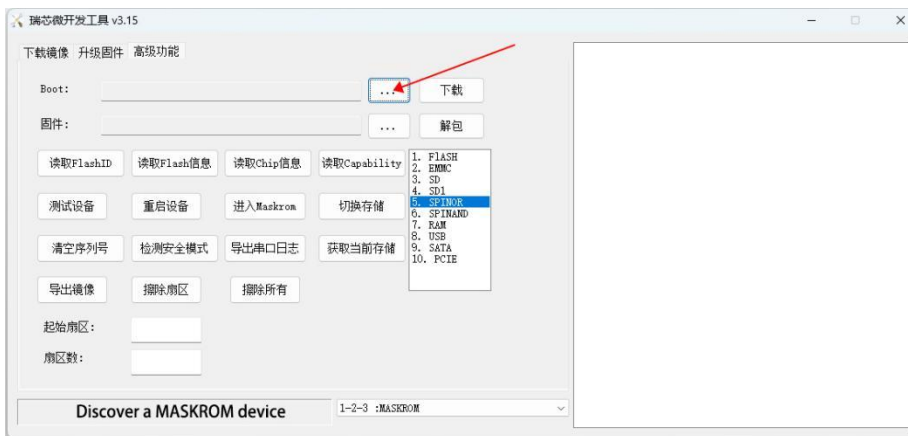 瑞芯微开发工具 v3.15
下载镜像 升级固件 高级功能
Boot: ... 下载
固件: ... 解包
读取FlashID 读取Flash信息 读取Chip信息 读取Capability
测试设备 重启设备 进入Maskrom 切换存储
清空序列号 检测安全模式 导出串口日志 获取当前存储
导出镜像 擦除扇区 擦除所有
1. FlASH
2. EMMC
3. SD
4. SD1
5. SPINOR
6. SPINAND
7. RAM
8. USB
9. SATA
10. PCIE
起始扇区:
扇区数:
Discover a MASKROM device 1-2-3 :MASKROM